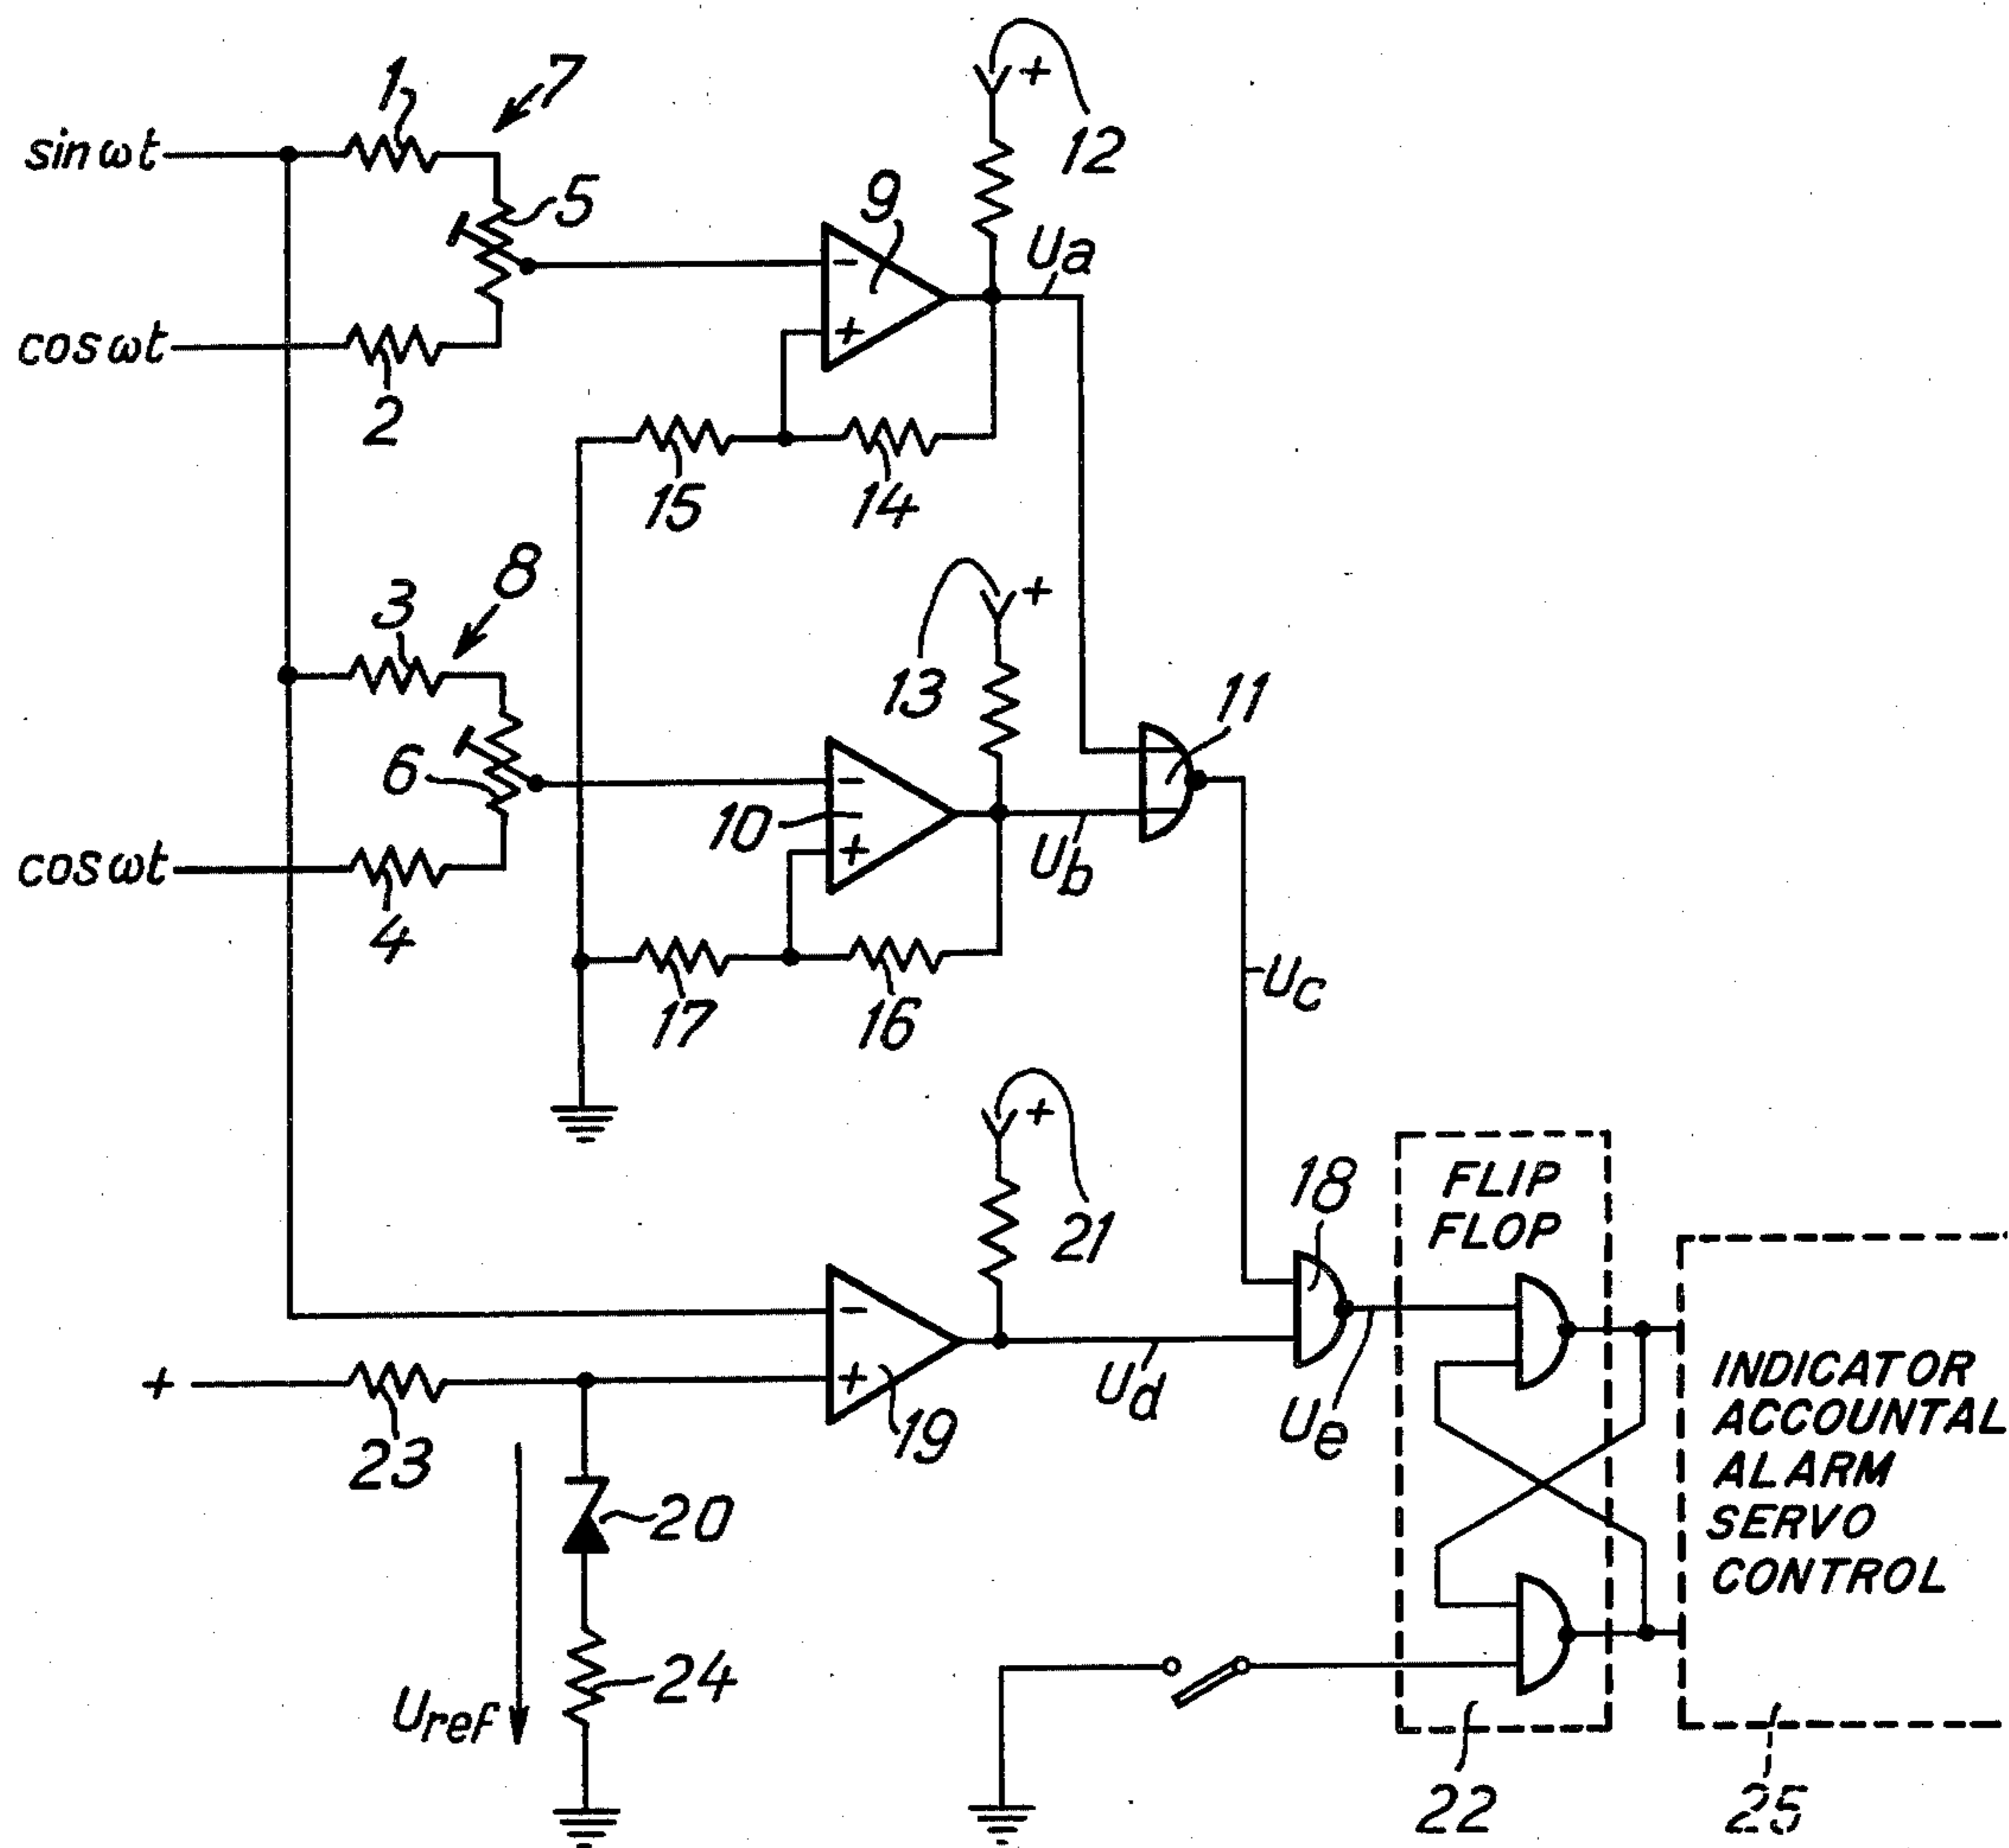 1
7
sin ωt
5
cos ωt
2
9
+
12
Ua
-
+
15
14
3
8
6
cos ωt
4
+
13
11
-
10
+
Ub
17
16
Uc
+
21
18
FLIP
FLOP
-
+
+
23
19
Ud
Ue
INDICATOR
ACCOUNTAL
ALARM
SERVO
CONTROL
20
24
Uref
22
25